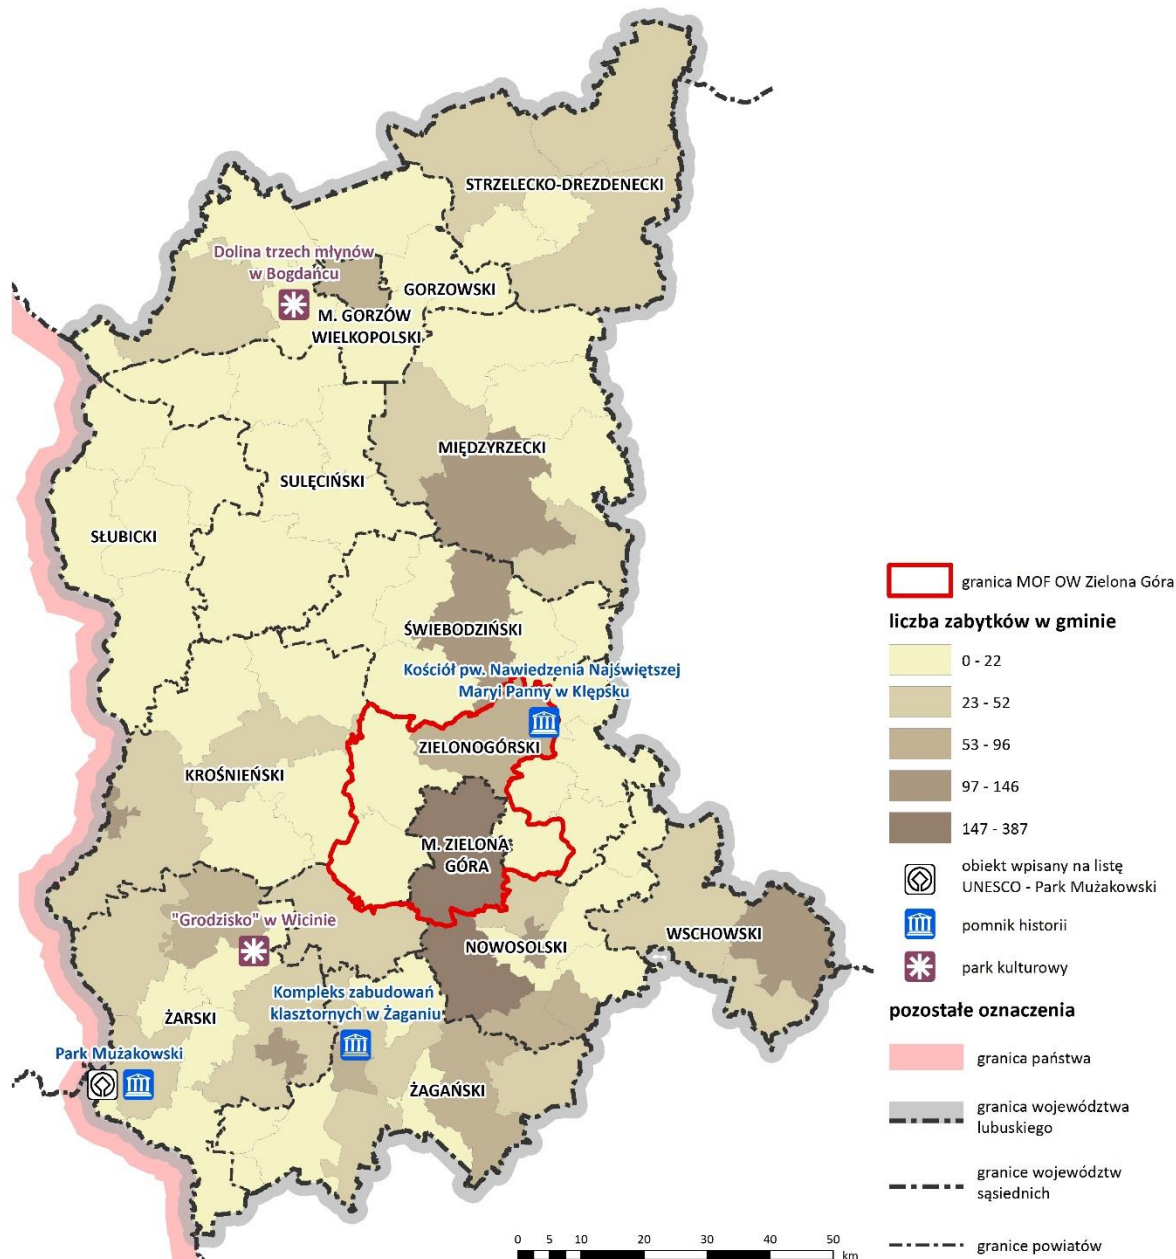 STRZELECKO-DREZDENECKI
Dolina trzech młynów
w Bogdańcu
GORZOWSKI
M. GORZÓW
WIELKOPOLSKI
MIĘDZYRZECKI
SULĘCIŃSKI
SŁUBICKI
ŚWIEBODZIŃSKI
Kościół pw. Nawiedzenia Najświętszej
Maryi Panny w Klępsku
ZIELONOGÓRSKI
KROŚNIEŃSKI
M. ZIELONA
GÓRA
"Grodzisko" w Wicinie
NOWOSOLSKI
WSCHOWSKI
Kompleks zabudowań
klasztornych w Żaganiu
ŻARSKI
Park Mużakowski
ŻAGAŃSKI
granica MOF OW Zielona Góra
liczba zabytków w gminie
0 - 22
23 - 52
53 - 96
97 - 146
147 - 387
obiekt wpisany na listę
UNESCO - Park Mużakowski
pomnik historii
park kulturowy
pozostałe oznaczenia
granica państwa
granica województwa
lubuskiego
granice województw
sąsiednich
granice powiatów
0 5 10 20 30 40 50
km